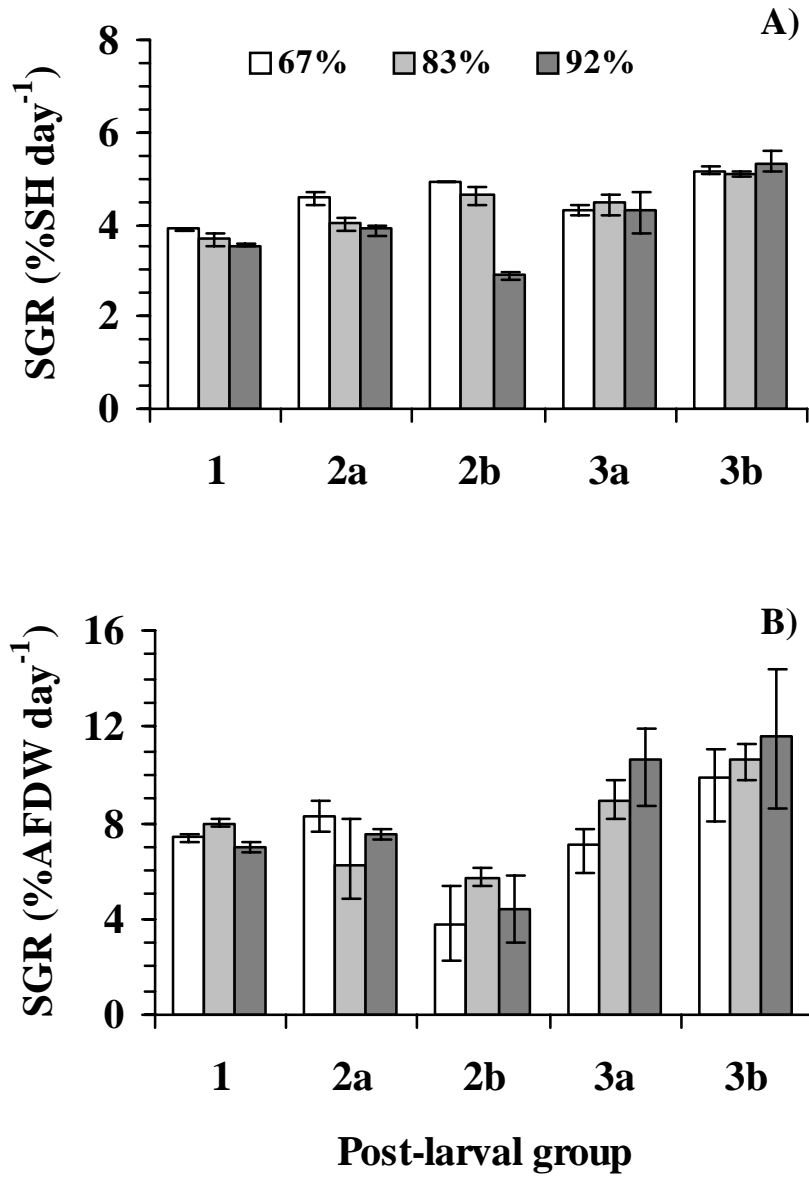 A)
8
67% 83% 92%
6
4
2
0
SGR (%SH day⁻¹)
1 2a 2b 3a 3b
B)
16
12
8
4
0
SGR (%AFDW day⁻¹)
1 2a 2b 3a 3b
Post-larval group